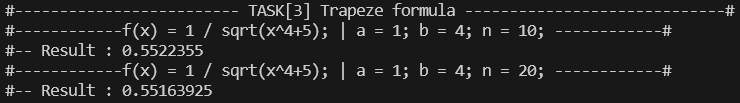 #------------------------- TASK[3] Trapeze formula --------------------------#
#------------f(x) = 1 / sqrt(x^4+5); | a = 1; b = 4; n = 10; ------------#
#-- Result : 0.5522355
#------------f(x) = 1 / sqrt(x^4+5); | a = 1; b = 4; n = 20; ------------#
#-- Result : 0.55163925